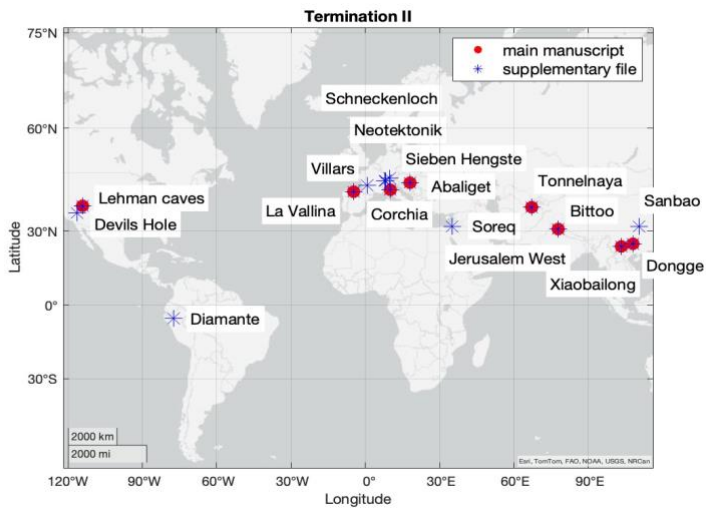 Termination II
75°N
main manuscript
supplementary file
Schneckenloch
60°N
Neotektonik
Villars
Sieben Hengste
Tonnelnaya
Lehman caves
Abaliget
Sanbao
La Vallina
Corchia
Bittoo
Devils Hole
Soreq
30°N
Jerusalem West
Dongge
Xiaobailong
Latitude
0°
Diamante
30°S
2000 km
2000 mi
Esri, TomTom, FAO, NOAA, USGS, NRCan
120°W 90°W 60°W 30°W 0° 30°E 60°E 90°E
Longitude